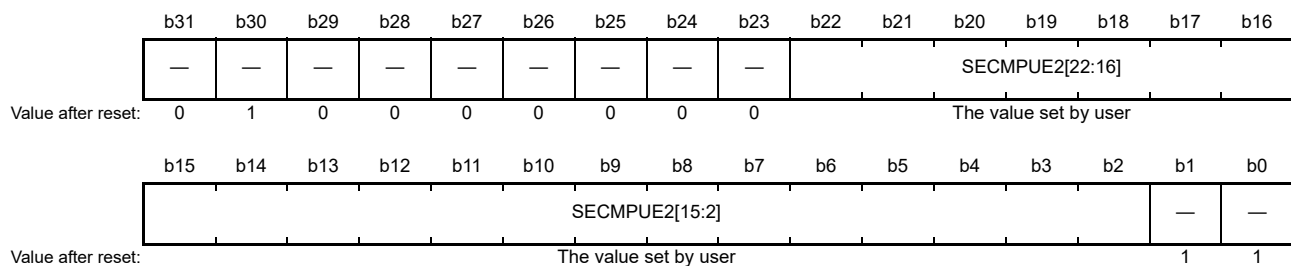 b31 b30 b29 b28 b27 b26 b25 b24 b23 b22 b21 b20 b19 b18 b17 b16
— — — — — — — — — SECMPUE2[22:16]
Value after reset: 0 1 0 0 0 0 0 0 0 The value set by user
b15 b14 b13 b12 b11 b10 b9 b8 b7 b6 b5 b4 b3 b2 b1 b0
SECMPUE2[15:2] — —
Value after reset: The value set by user 1 1